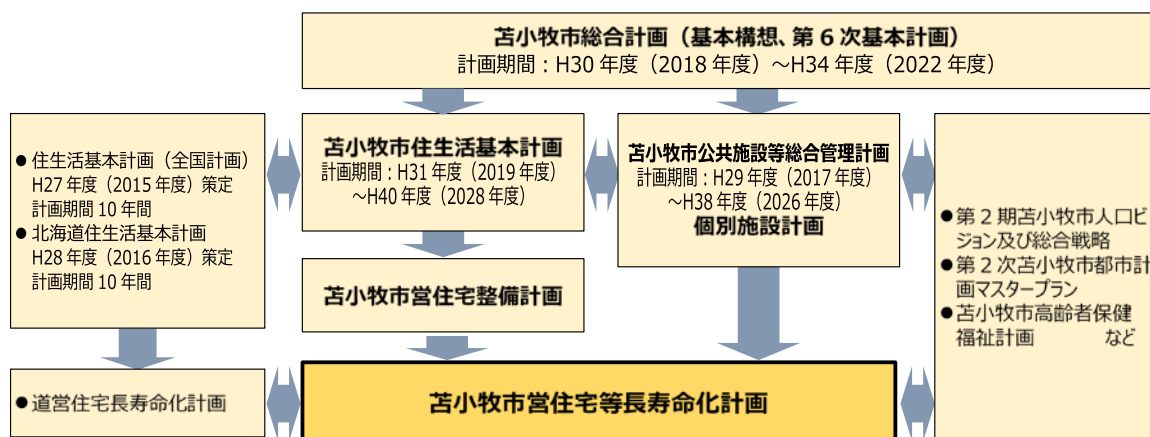 苫小牧市総合計画（基本構想、第6次基本計画）
計画期間：H30 年度（2018 年度）～H34 年度（2022 年度）
● 住生活基本計画（全国計画）
H27 年度（2015 年度）策定
計画期間 10 年間
● 北海道住生活基本計画
H28 年度（2016 年度）策定
計画期間 10 年間
苫小牧市住生活基本計画
計画期間：H31 年度（2019 年度）
～H40 年度（2028 年度）
苫小牧市公共施設等総合管理計画
計画期間：H29 年度（2017 年度）
～H38 年度（2026 年度）
個別施設計画
● 第 2 期苫小牧市人口ビ
ジョン及び総合戦略
● 第 2 次苫小牧市都市計
画マスタープラン
● 苫小牧市高齢者保健
福祉計画　　　など
苫小牧市営住宅整備計画
● 道営住宅長寿命化計画
苫小牧市営住宅等長寿命化計画